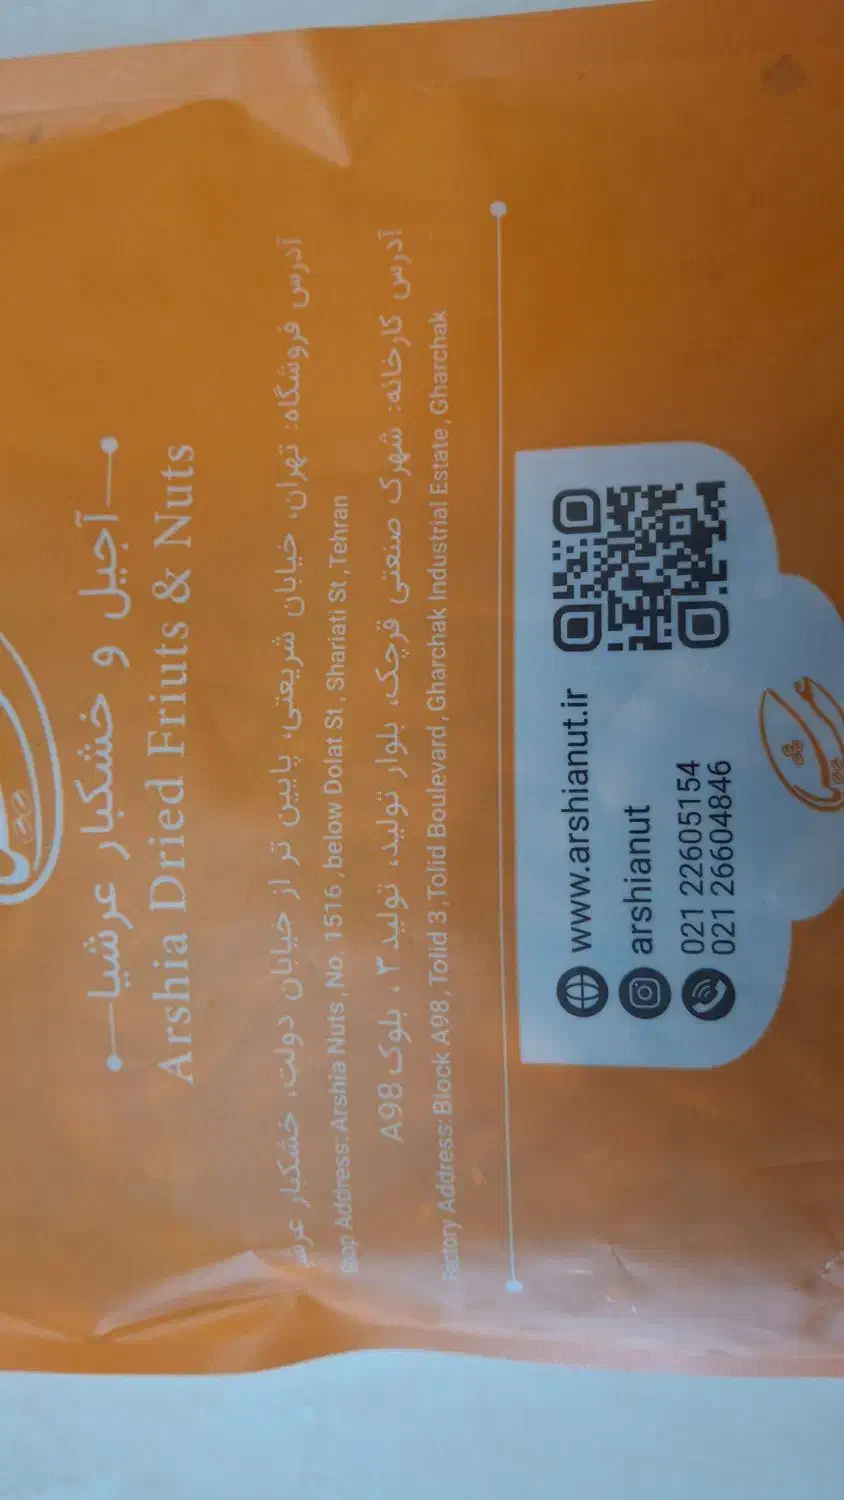 آجیل و خشکبار عرشیا
Arshia Dried Friuts & Nuts
آدرس فروشگاه: تهران، خیابان شریعتی، پایین تر از خیابان دولت، خشکبار
Shop Address: Arshia Nuts , No, 1516 , below Dolat St , Shariati St , Tehran
آدرس کارخانه: شهرک صنعتی قرچک، بلوار تولید، تولید ۳ ، بلوک A98
Factory Address: Block A98 , Tolid 3 , Tolid Boulevard , Gharchak Industrial Estate , Gharchak
www.arshianut.ir
arshianut
021 22605154
021 26604846